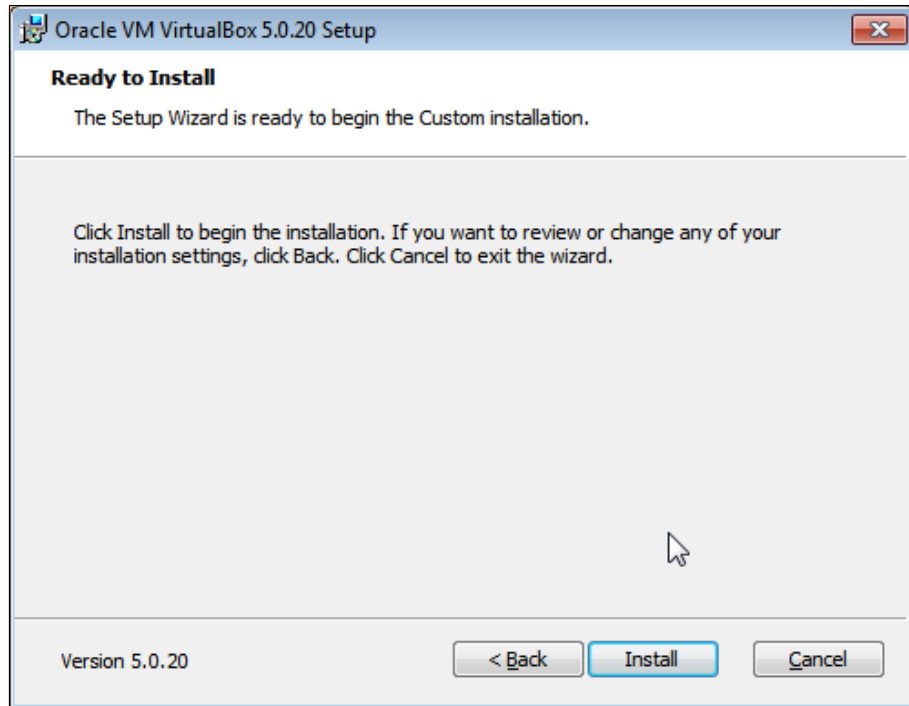 Oracle VM VirtualBox 5.0.20 Setup
Ready to Install
The Setup Wizard is ready to begin the Custom installation.
Click Install to begin the installation. If you want to review or change any of your
installation settings, click Back. Click Cancel to exit the wizard.
Version 5.0.20
< Back
Install
Cancel